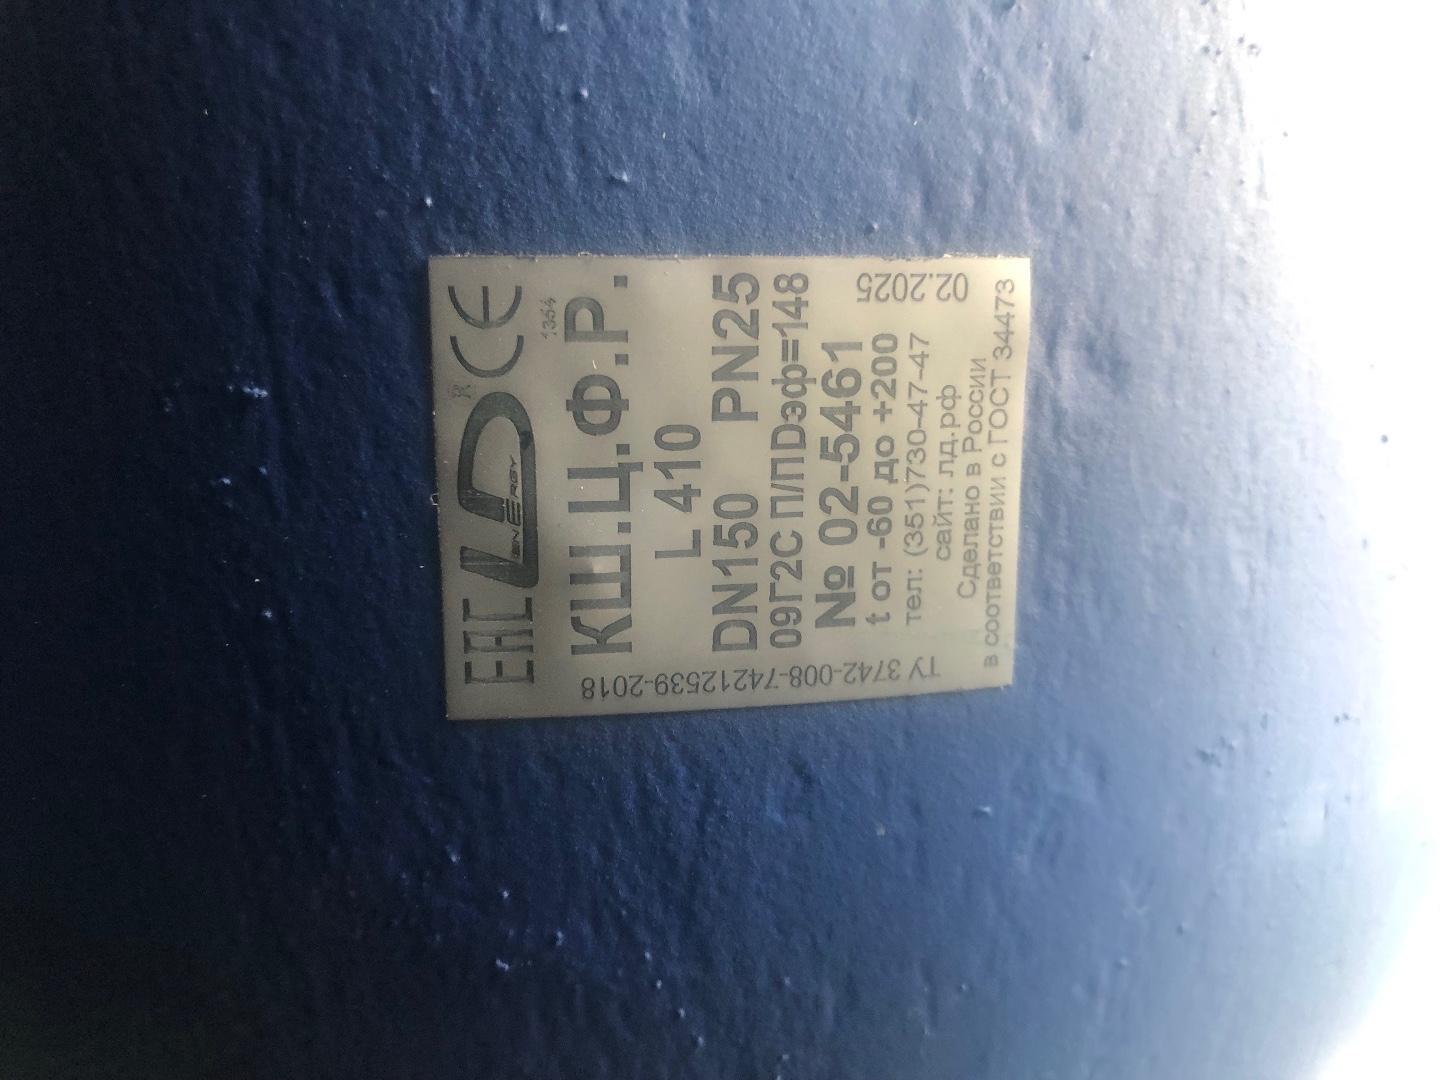 EAC LD ENERGY ® CE
1354
КШ.Ц.Ф.Р.
L 410
DN150 PN25
09Г2С П/П Dэф=148
№ 02-5461
t от -60 до +200
тел: (351)730-47-47
сайт: лд.рф
Сделано в России
в соответствии с ГОСТ 34473
ТУ 3742-008-74212539-2018
02.2025